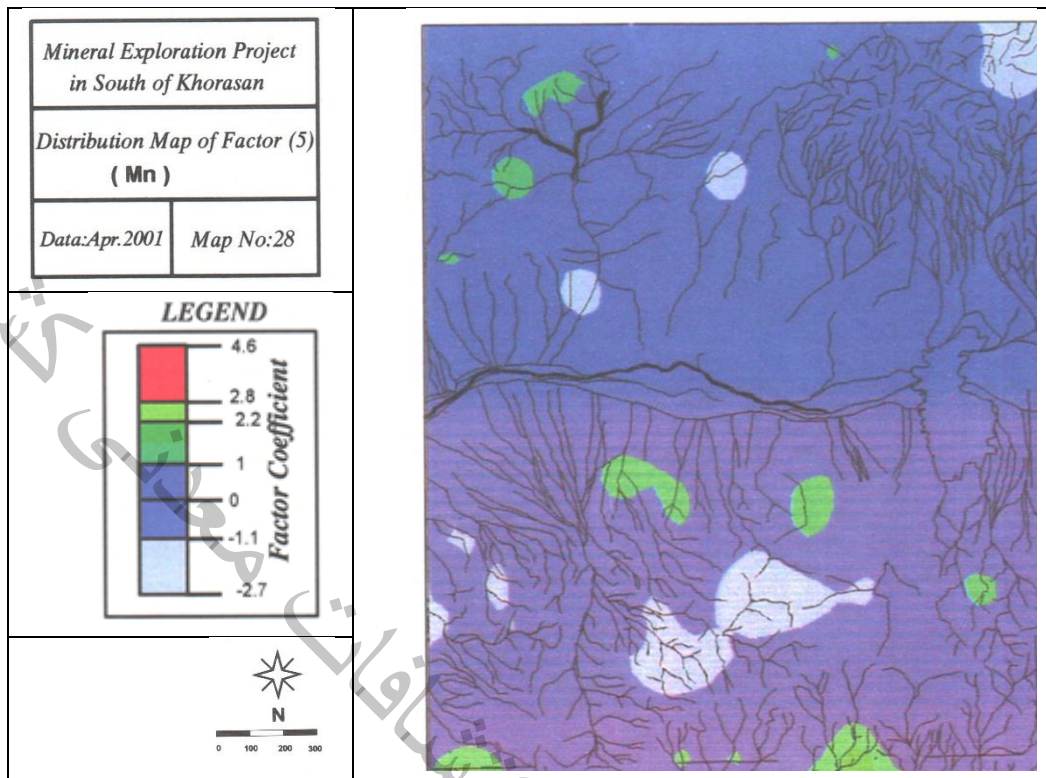 Mineral Exploration Project
in South of Khorasan
Distribution Map of Factor (5)
( Mn )
Data:Apr.2001
Map No:28
LEGEND
4.6
2.8
2.2
1
0
-1.1
-2.7
Factor Coefficient
N
0 100 200 300